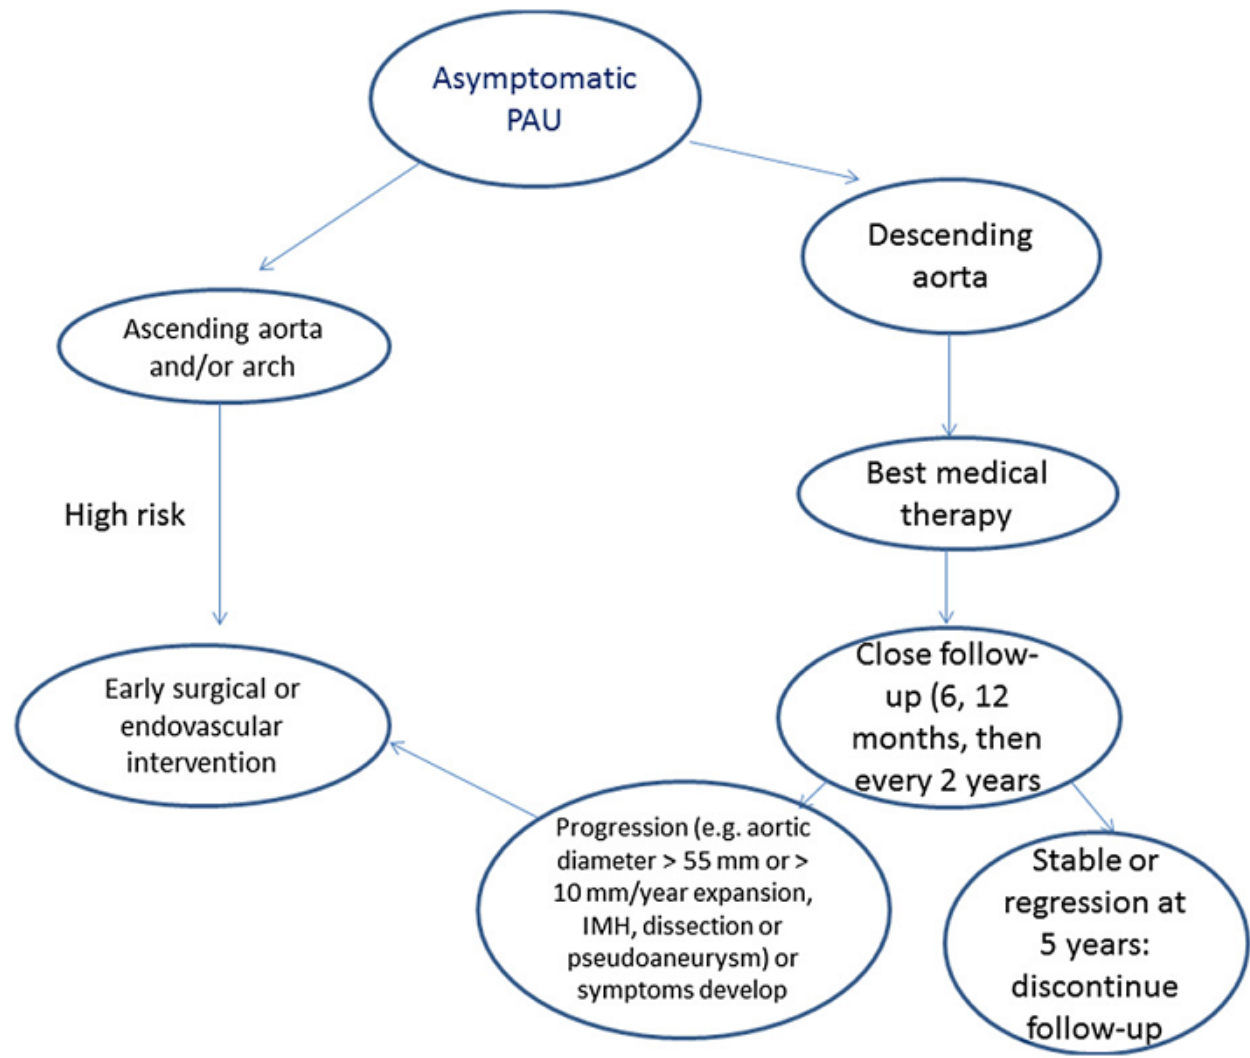 Asymptomatic
PAU
Descending
aorta
Ascending aorta
and/or arch
Best medical
therapy
High risk
Close follow-
up (6, 12
months, then
every 2 years
Early surgical or
endovascular
intervention
Progression (e.g. aortic
diameter > 55 mm or >
10 mm/year expansion,
IMH, dissection or
pseudoaneurysm) or
symptoms develop
Stable or
regression at
5 years:
discontinue
follow-up